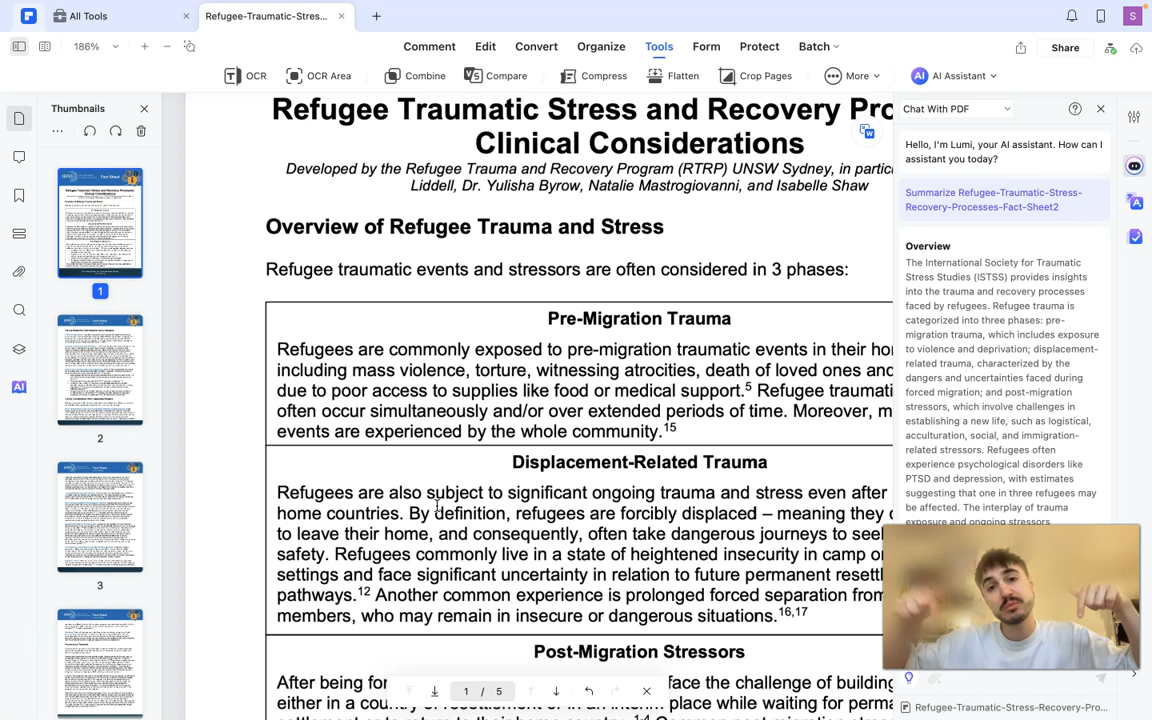 All Tools
Refugee-Traumatic-Stres...
S
186%
Comment
Edit
Convert
Organize
Tools
Form
Protect
Batch
Share
OCR
OCR Area
Combine
Compare
Compress
Flatten
Crop Pages
More
AI Assistant
Thumbnails
1
2
3
AI
Refugee Traumatic Stress and Recovery Pro
Clinical Considerations
Developed by the Refugee Trauma and Recovery Program (RTRP) UNSW Sydney, in partic
Liddell, Dr. Yulisha Byrow, Natalie Mastrogiovanni, and Isbelle Shaw
Overview of Refugee Trauma and Stress
Refugee traumatic events and stressors are often considered in 3 phases:
Pre-Migration Trauma
Refugees are commonly exposed to pre-migration traumatic events in their hor
including mass violence, torture, witnessing atrocities, death of loved ones and
due to poor access to supplies like food or medical support.5 Refugee traumati
often occur simultaneously and/or over extended periods of time. Moreover, m
events are experienced by the whole community.15
Displacement-Related Trauma
Refugees are also subject to significant ongoing trauma and stress even after
home countries. By definition, refugees are forcibly displaced – meaning they
to leave their home, and consequently, often take dangerous journeys to seek
safety. Refugees commonly live in a state of heightened insecurity in camp or
settings and face significant uncertainty in relation to future permanent resettl
pathways.12 Another common experience is prolonged forced separation from
members, who may remain in insecure or dangerous situations.16,17
Post-Migration Stressors
After being for
face the challenge of building
either in a
place while waiting for perma
1 / 5
Chat With PDF
Hello, I'm Lumi, your AI assistant. How can I
assistant you today?
Summarize Refugee-Traumatic-Stress-
Recovery-Processes-Fact-Sheet2
Overview
The International Society for Traumatic
Stress Studies (ISTSS) provides insights
into the trauma and recovery processes
faced by refugees. Refugee trauma is
categorized into three phases: pre-
migration trauma, which includes exposure
to violence and deprivation; displacement-
related trauma, characterized by the
dangers and uncertainties faced during
forced migration; and post-migration
stressors, which involve challenges in
establishing a new life, such as logistical,
acculturation, social, and immigration-
related stressors. Refugees often
experience psychological disorders like
PTSD and depression, with estimates
suggesting that one in three refugees may
be affected. The interplay of trauma
exposure and ongoing stressors
Refugee-Traumatic-Stress-Recovery-Pro...